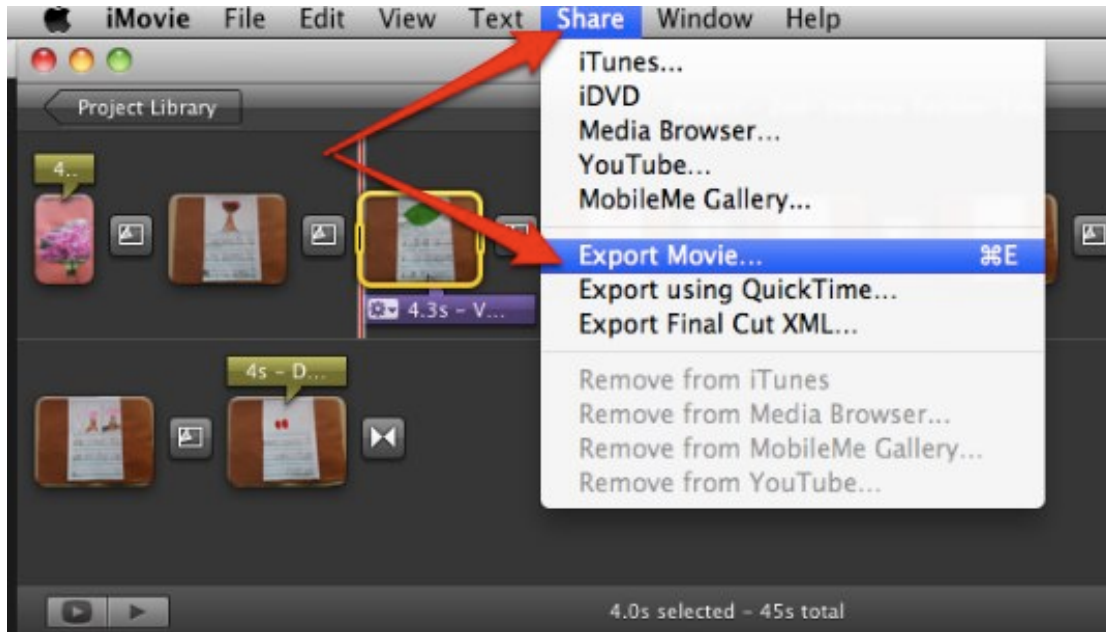 iMovie File Edit View Text Share Window Help
Project Library
iTunes...
iDVD
Media Browser...
YouTube...
MobileMe Gallery...
Export Movie... ⌘E
Export using QuickTime...
Export Final Cut XML...
Remove from iTunes
Remove from Media Browser...
Remove from MobileMe Gallery...
Remove from YouTube...
4..
4.3s – V...
4s – D...
4.0s selected – 45s total